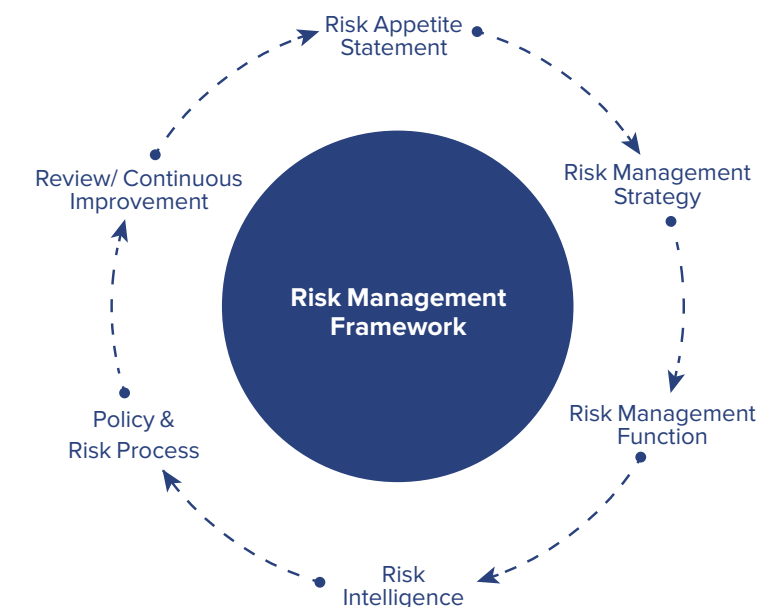 Risk Appetite
Statement
Risk Management
Strategy
Risk Management
Function
Risk
Intelligence
Policy &
Risk Process
Review/ Continuous
Improvement
Risk Management
Framework